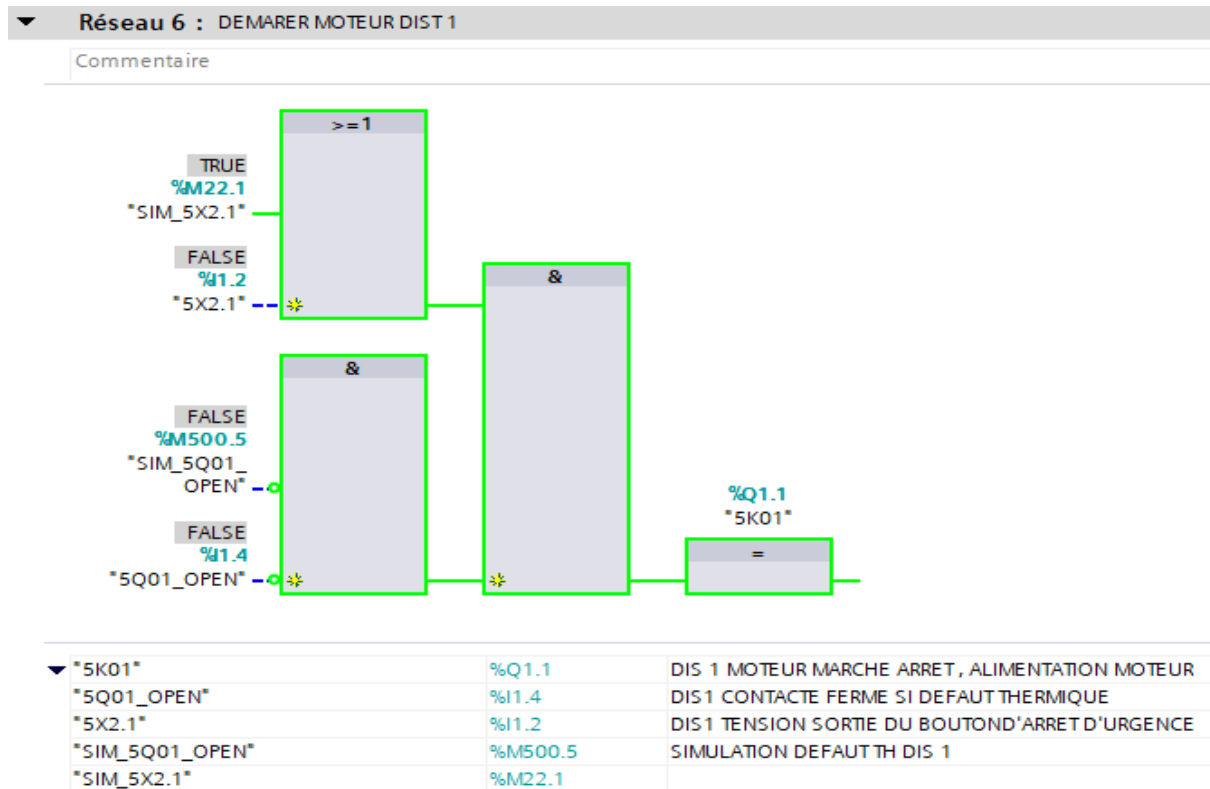 Réseau 6 : DEMARER MOTEUR DIST 1
Commentaire
>=1
TRUE
%M22.1
"SIM_5X2.1"
FALSE
%I1.2
"5X2.1"
&
&
FALSE
%M500.5
"SIM_5Q01_
OPEN"
FALSE
%I1.4
"5Q01_OPEN"
%Q1.1
"5K01"
=
"5K01" %Q1.1 DIS 1 MOTEUR MARCHE ARRET , ALIMENTATION MOTEUR
"5Q01_OPEN" %I1.4 DIS1 CONTACTE FERME SI DEFAUT THERMIQUE
"5X2.1" %I1.2 DIS1 TENSION SORTIE DU BOUTOND'ARRET D'URGENCE
"SIM_5Q01_OPEN" %M500.5 SIMULATION DEFAUT TH DIS 1
"SIM_5X2.1" %M22.1